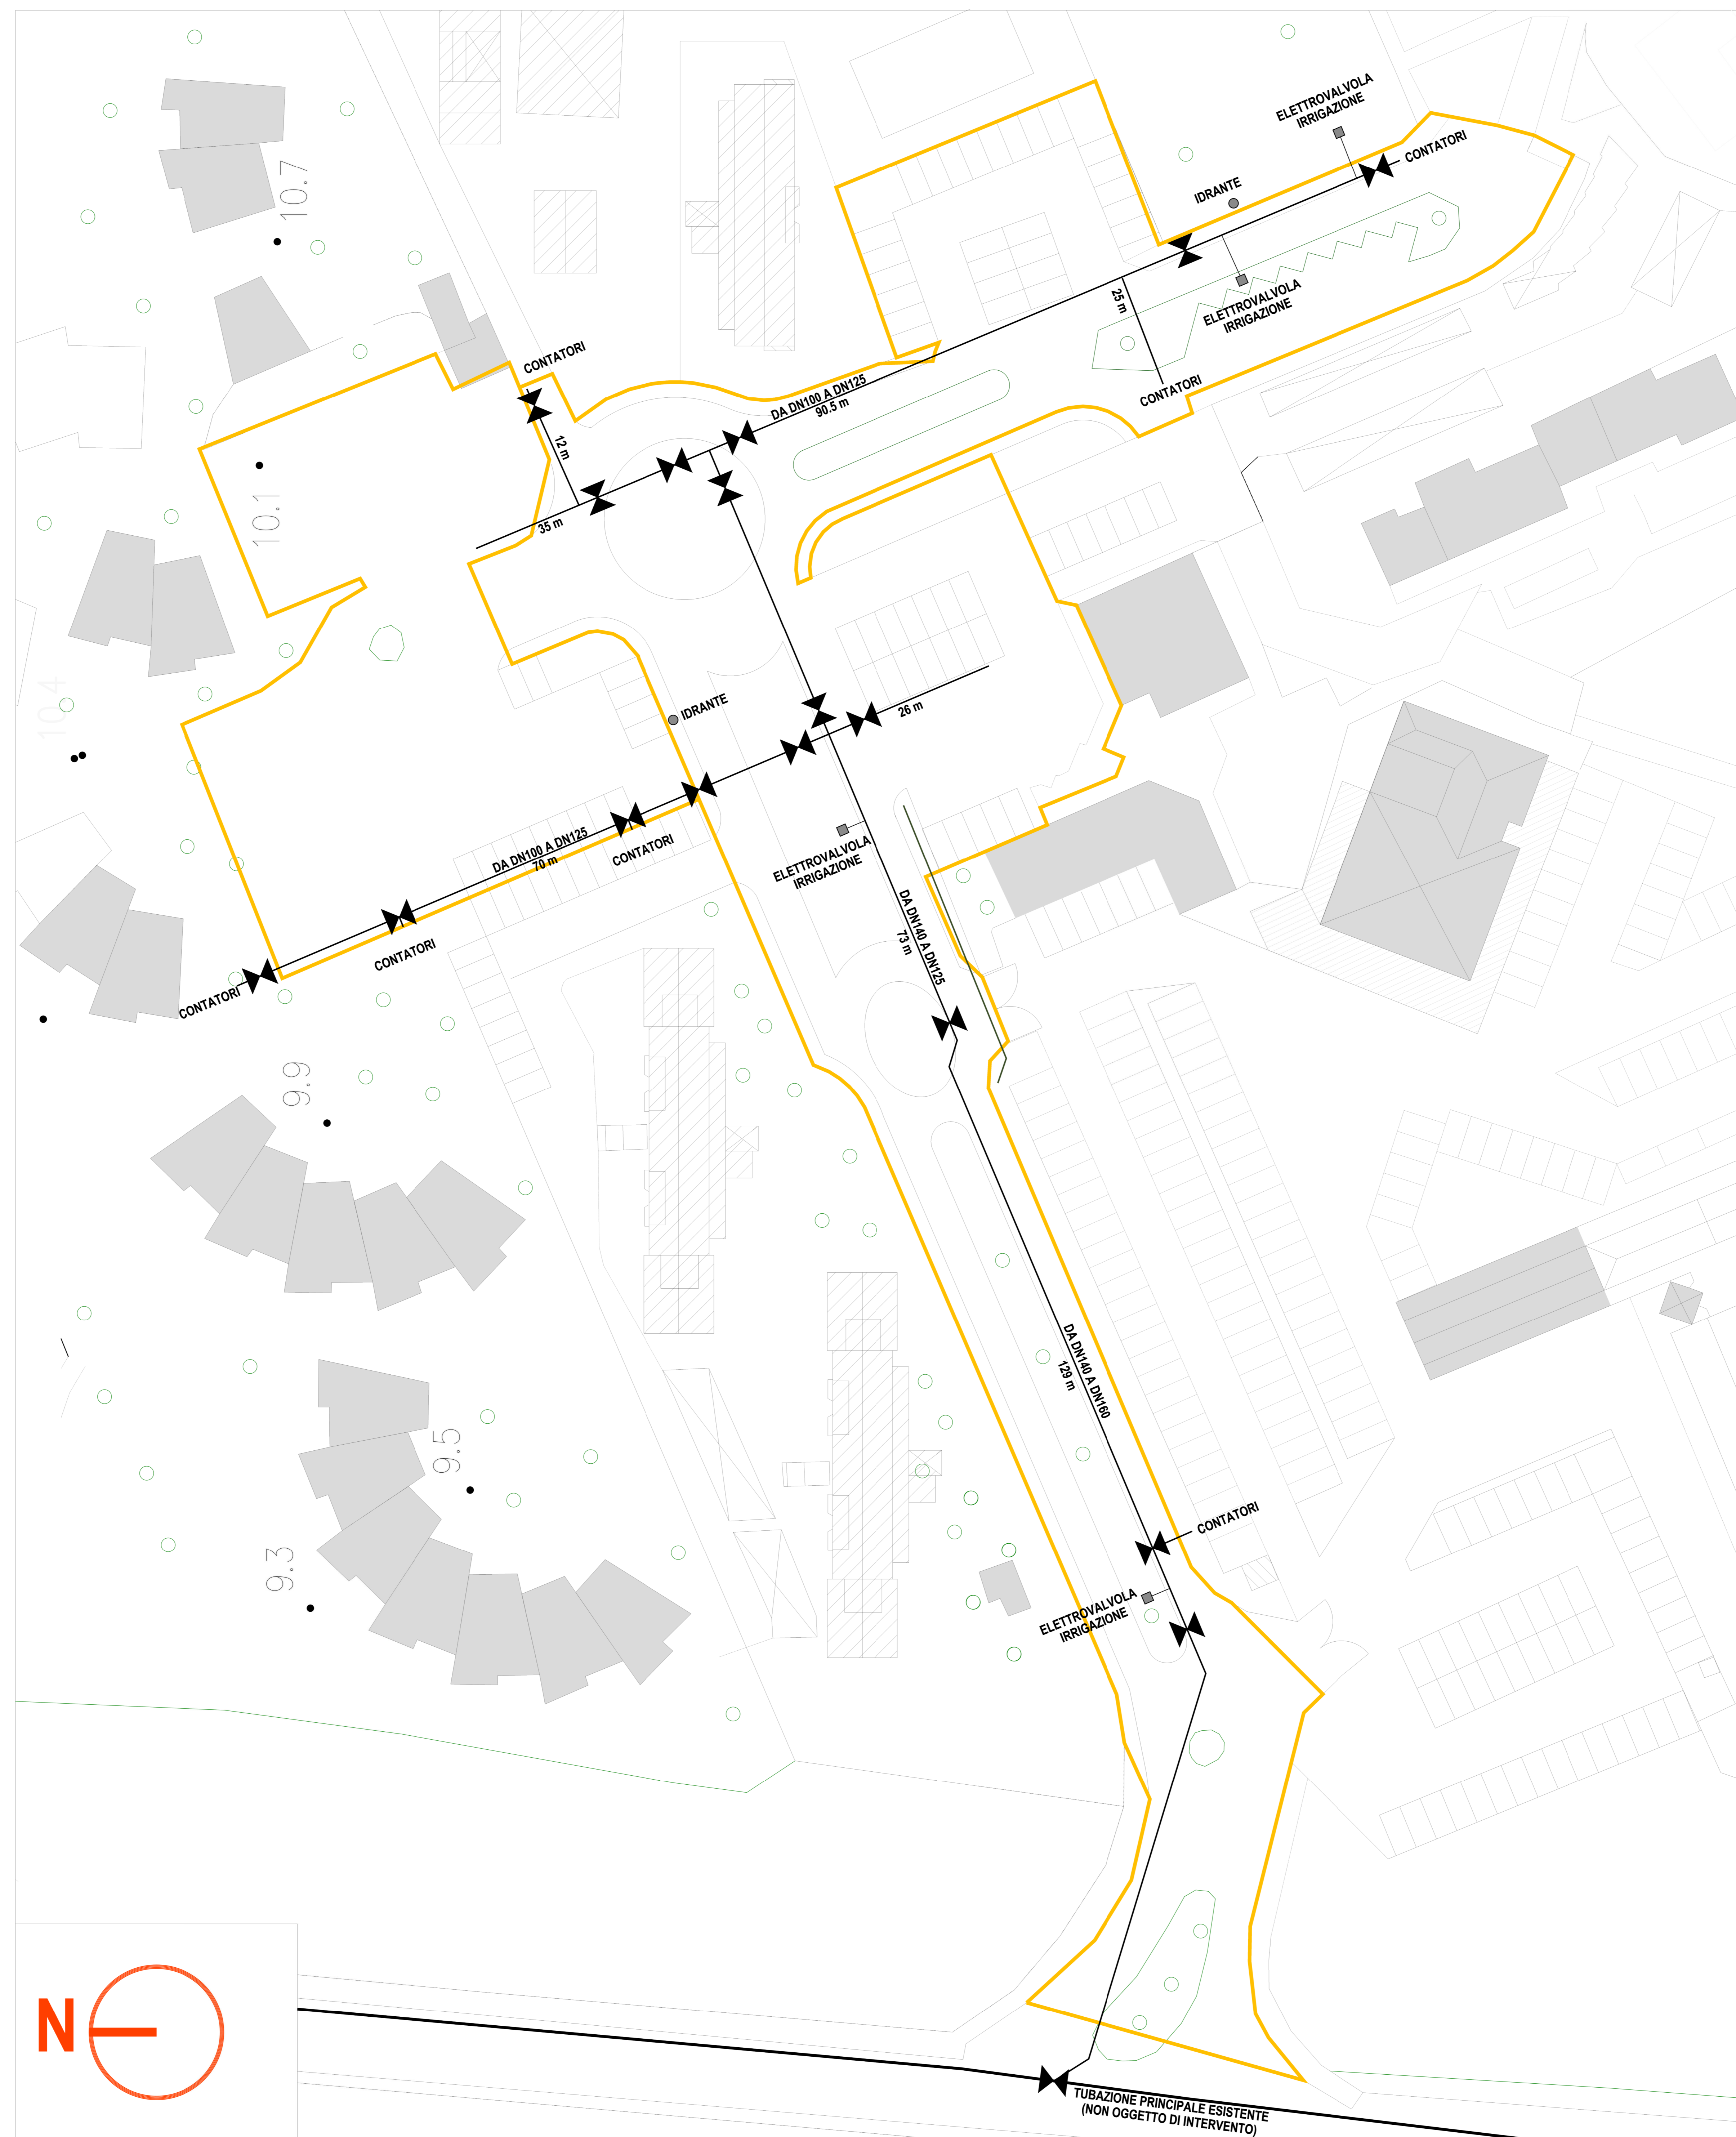 ELETTROVALVOLA
IRRIGAZIONE
CONTATORI
10.7
IDRANTE
25 m
ELETTROVALVOLA
IRRIGAZIONE
CONTATORI
CONTATORI
DA DN100 A DN125
90.5 m
12 m
10.1
35 m
10.4
IDRANTE
26 m
DA DN100 A DN125
70 m
CONTATORI
ELETTROVALVOLA
IRRIGAZIONE
DA DN140 A DN125
73 m
CONTATORI
CONTATORI
9.9
DA DN140 A DN160
129 m
9.5
CONTATORI
9.3
ELETTROVALVOLA
IRRIGAZIONE
N
TUBAZIONE PRINCIPALE ESISTENTE
(NON OGGETTO DI INTERVENTO)